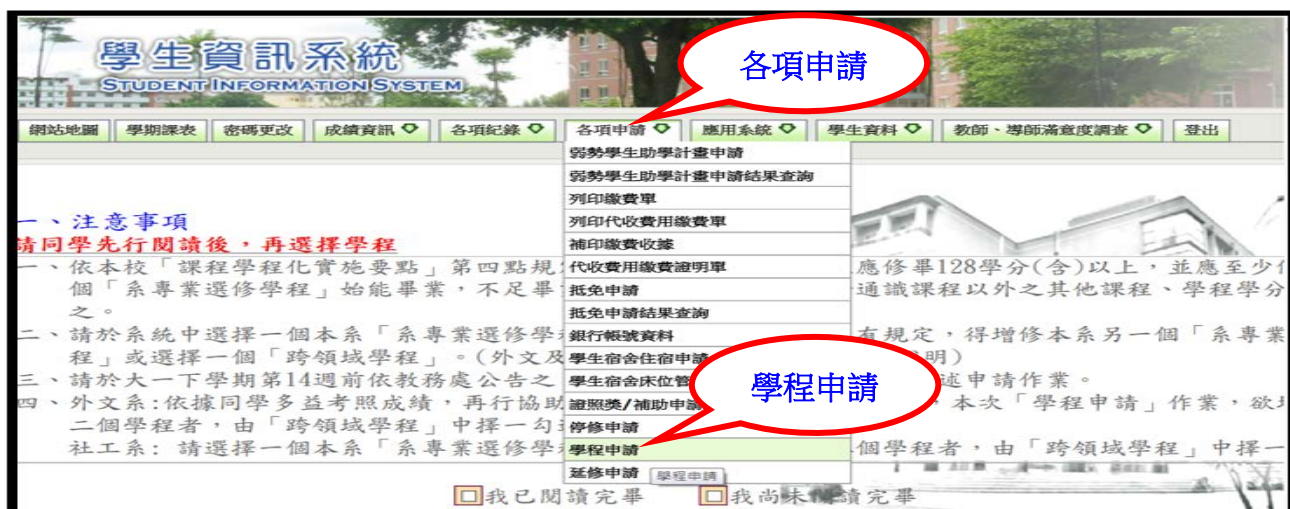 學生資訊系統
STUDENT INFORMATION SYSTEM
各項申請
網站地圖 學期課表 密碼更改 成績資訊 各項紀錄 各項申請 應用系統 學生資料 教師、導師滿意度調查 登出
弱勢學生助學計畫申請
弱勢學生助學計畫申請結果查詢
列印繳費單
列印代收費用繳費單
補印繳費收據
代收費用繳費證明單
抵免申請
抵免申請結果查詢
銀行帳號資料
學生宿舍住宿申請
學生宿舍床位管
證照獎/補助申請
停修申請
學程申請
延修申請
學程申請
學程申請
一、注意事項
請同學先行閱讀後,再選擇學程
一、依本校「課程學程化實施要點」第四點規 應修畢128學分(含)以上,並應至少
個「系專業選修學程」始能畢業,不足畢 通識課程以外之其他課程、學程學分
之。
二、請於系統中選擇一個本系「系專業選修學 有規定,得增修本系另一個「系專業
程」或選擇一個「跨領域學程」。(外文及 明)
三、請於大一下學期第14週前依教務處公告之 述申請作業。
四、外文系:依據同學多益考照成績,再行協助 本次「學程申請」作業,欲
二個學程者,由「跨領域學程」中擇一勾
社工系: 請選擇一個本系「系專業選修學 個學程者,由「跨領域學程」中擇一
我已閱讀完畢 我尚未閱讀完畢